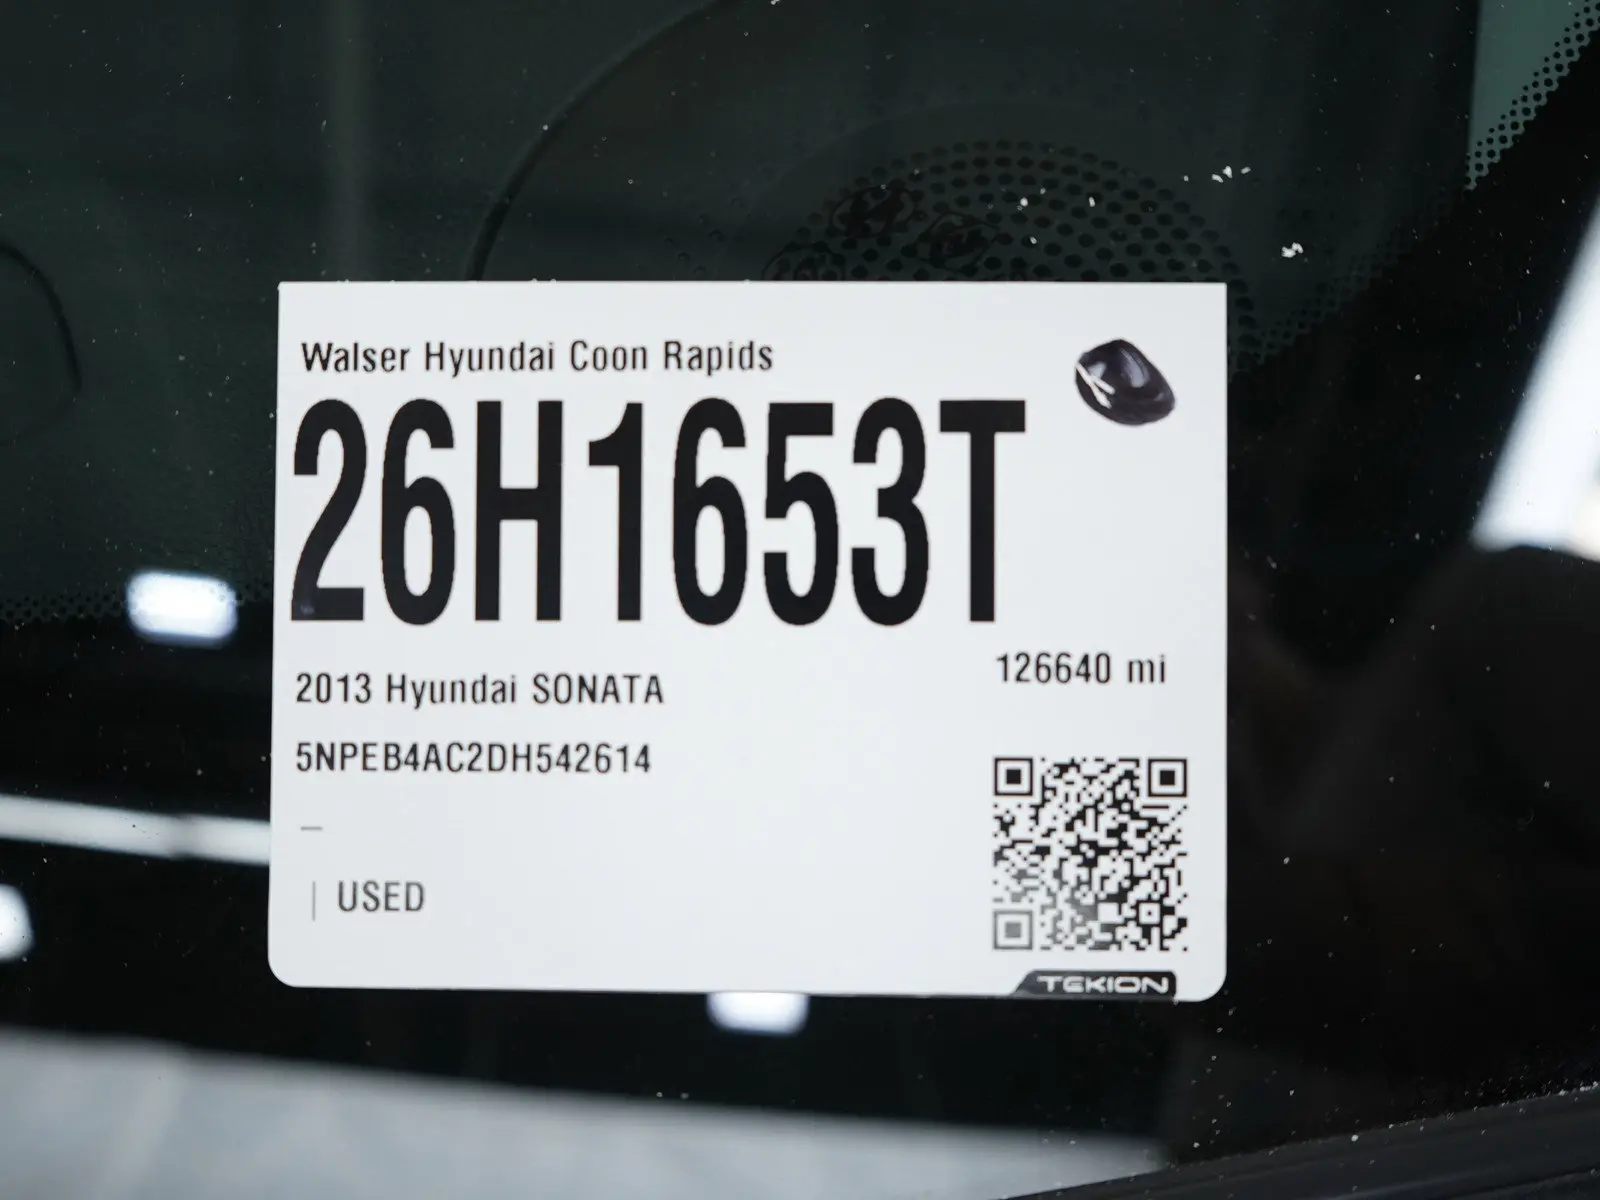 Walser Hyundai Coon Rapids
26H1653T
126640 mi
2013 Hyundai SONATA
5NPEB4AC2DH542614
–
| USED
TEKION